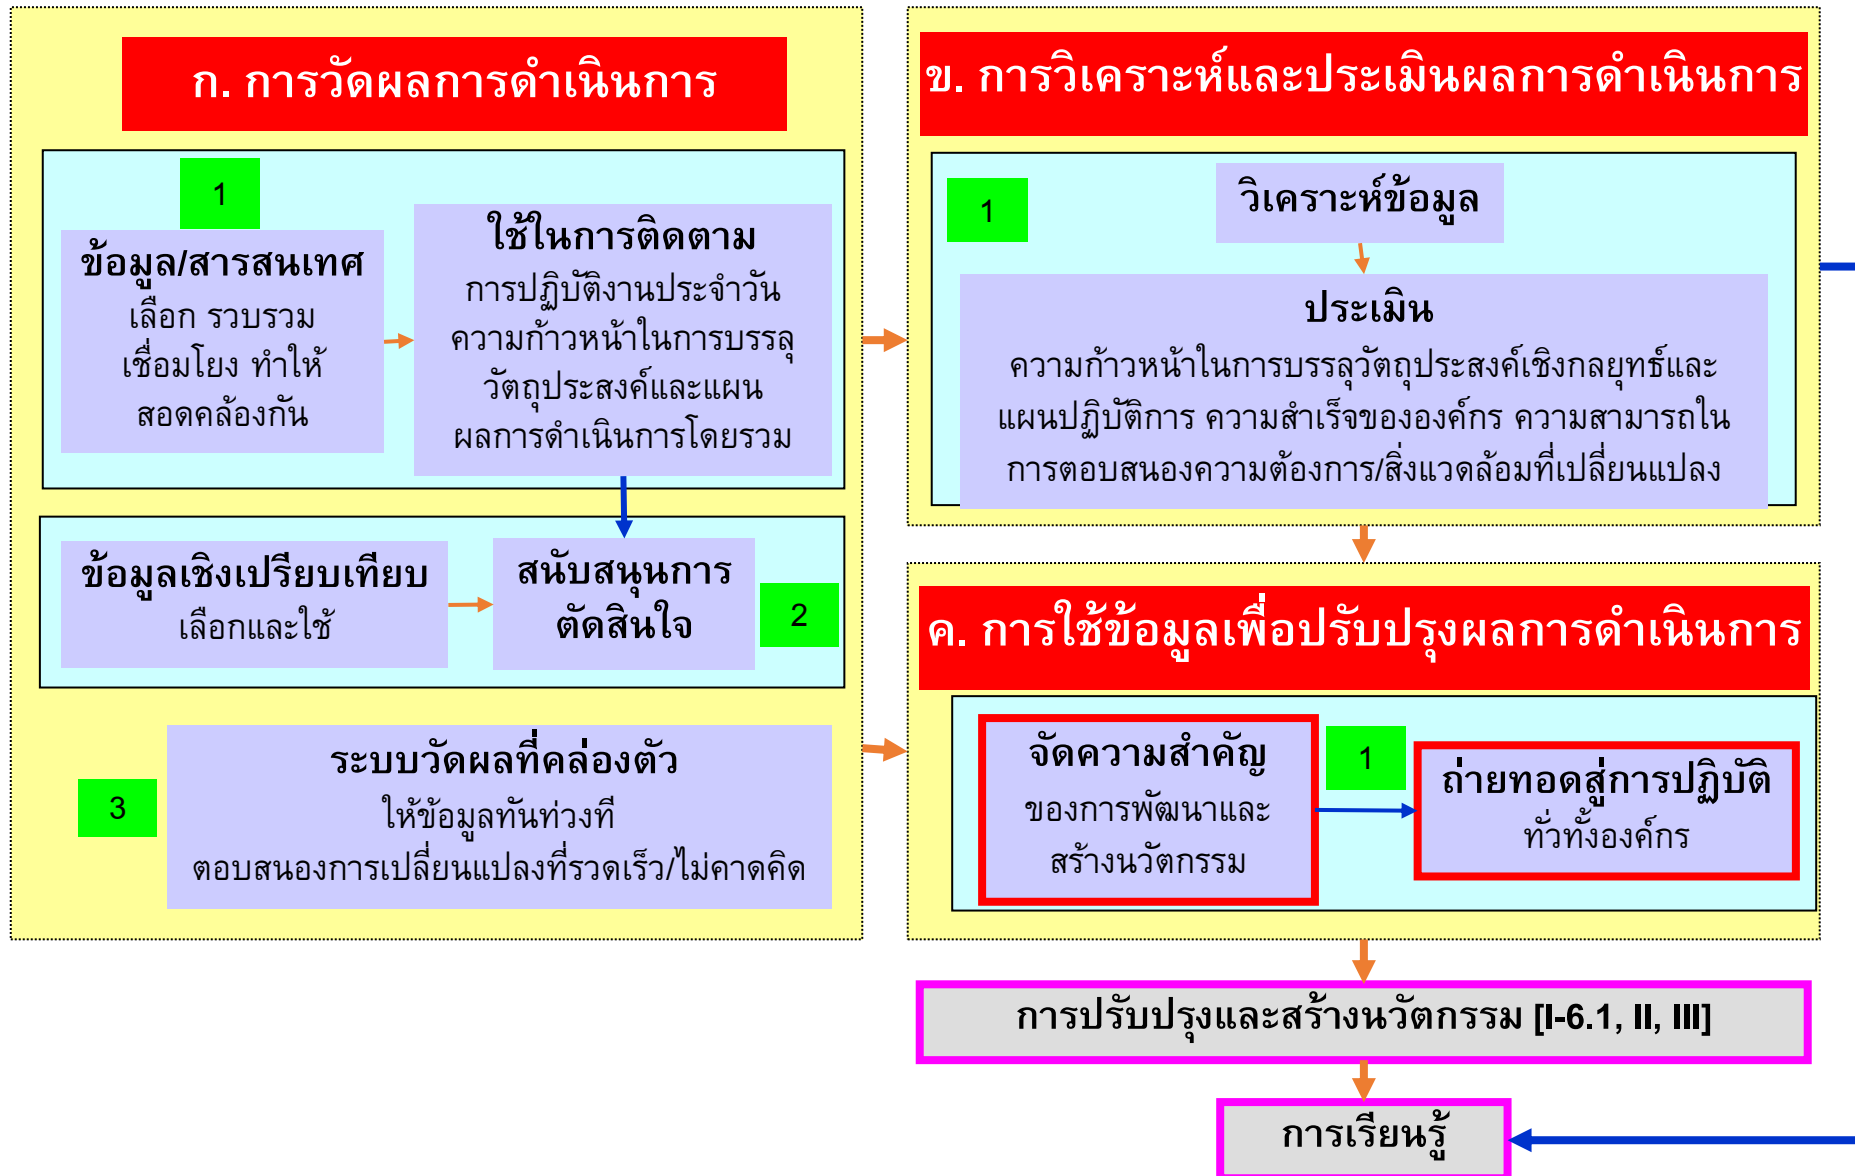 ก. การวัดผลการดำเนินการ
1
ข้อมูล/สารสนเทศ
เลือก รวบรวม
เชื่อมโยง ทำให้
สอดคล้องกัน
ใช้ในการติดตาม
การปฏิบัติงานประจำวัน
ความก้าวหน้าในการบรรลุ
วัตถุประสงค์และแผน
ผลการดำเนินการโดยรวม
ข้อมูลเชิงเปรียบเทียบ
เลือกและใช้
สนับสนุนการ
ตัดสินใจ
2
3
ระบบวัดผลที่คล่องตัว
ให้ข้อมูลทันท่วงที
ตอบสนองการเปลี่ยนแปลงที่รวดเร็ว/ไม่คาดคิด
ข. การวิเคราะห์และประเมินผลการดำเนินการ
1
วิเคราะห์ข้อมูล
ประเมิน
ความก้าวหน้าในการบรรลุวัตถุประสงค์เชิงกลยุทธ์และ
แผนปฏิบัติการ ความสำเร็จขององค์กร ความสามารถใน
การตอบสนองความต้องการ/สิ่งแวดล้อมที่เปลี่ยนแปลง
ค. การใช้ข้อมูลเพื่อปรับปรุงผลการดำเนินการ
จัดความสำคัญ
ของการพัฒนาและ
สร้างนวัตกรรม
1
ถ่ายทอดสู่การปฏิบัติ
ทั่วทั้งองค์กร
การปรับปรุงและสร้างนวัตกรรม [I-6.1, II, III]
การเรียนรู้